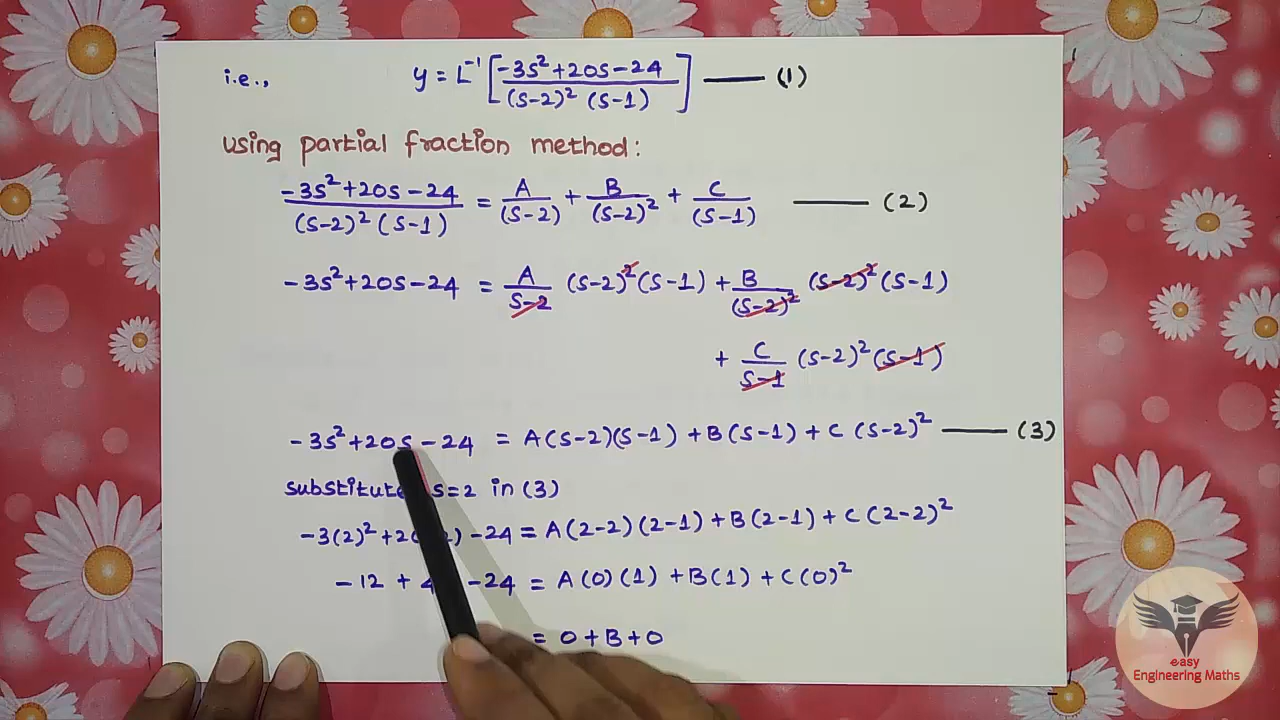 i.e., y = L⁻¹ [ (-3s²+20s-24) / ((s-2)² (s-1)) ] —— (1)
using partial fraction method:
(-3s²+20s-24) / ((s-2)² (s-1)) = A/(s-2) + B/(s-2)² + C/(s-1) —— (2)
-3s²+20s-24 = A/(s-2) (s-2)² (s-1) + B/(s-2)² (s-2)² (s-1)
+ C/(s-1) (s-2)² (s-1)
-3s²+20s-24 = A(s-2)(s-1) + B(s-1) + C(s-2)² —— (3)
substitute s=2 in (3)
-3(2)² + 2( ) -24 = A(2-2)(2-1) + B(2-1) + C(2-2)²
-12 + 4 -24 = A(0)(1) + B(1) + C(0)²
= 0+B+0
easy
Engineering Maths